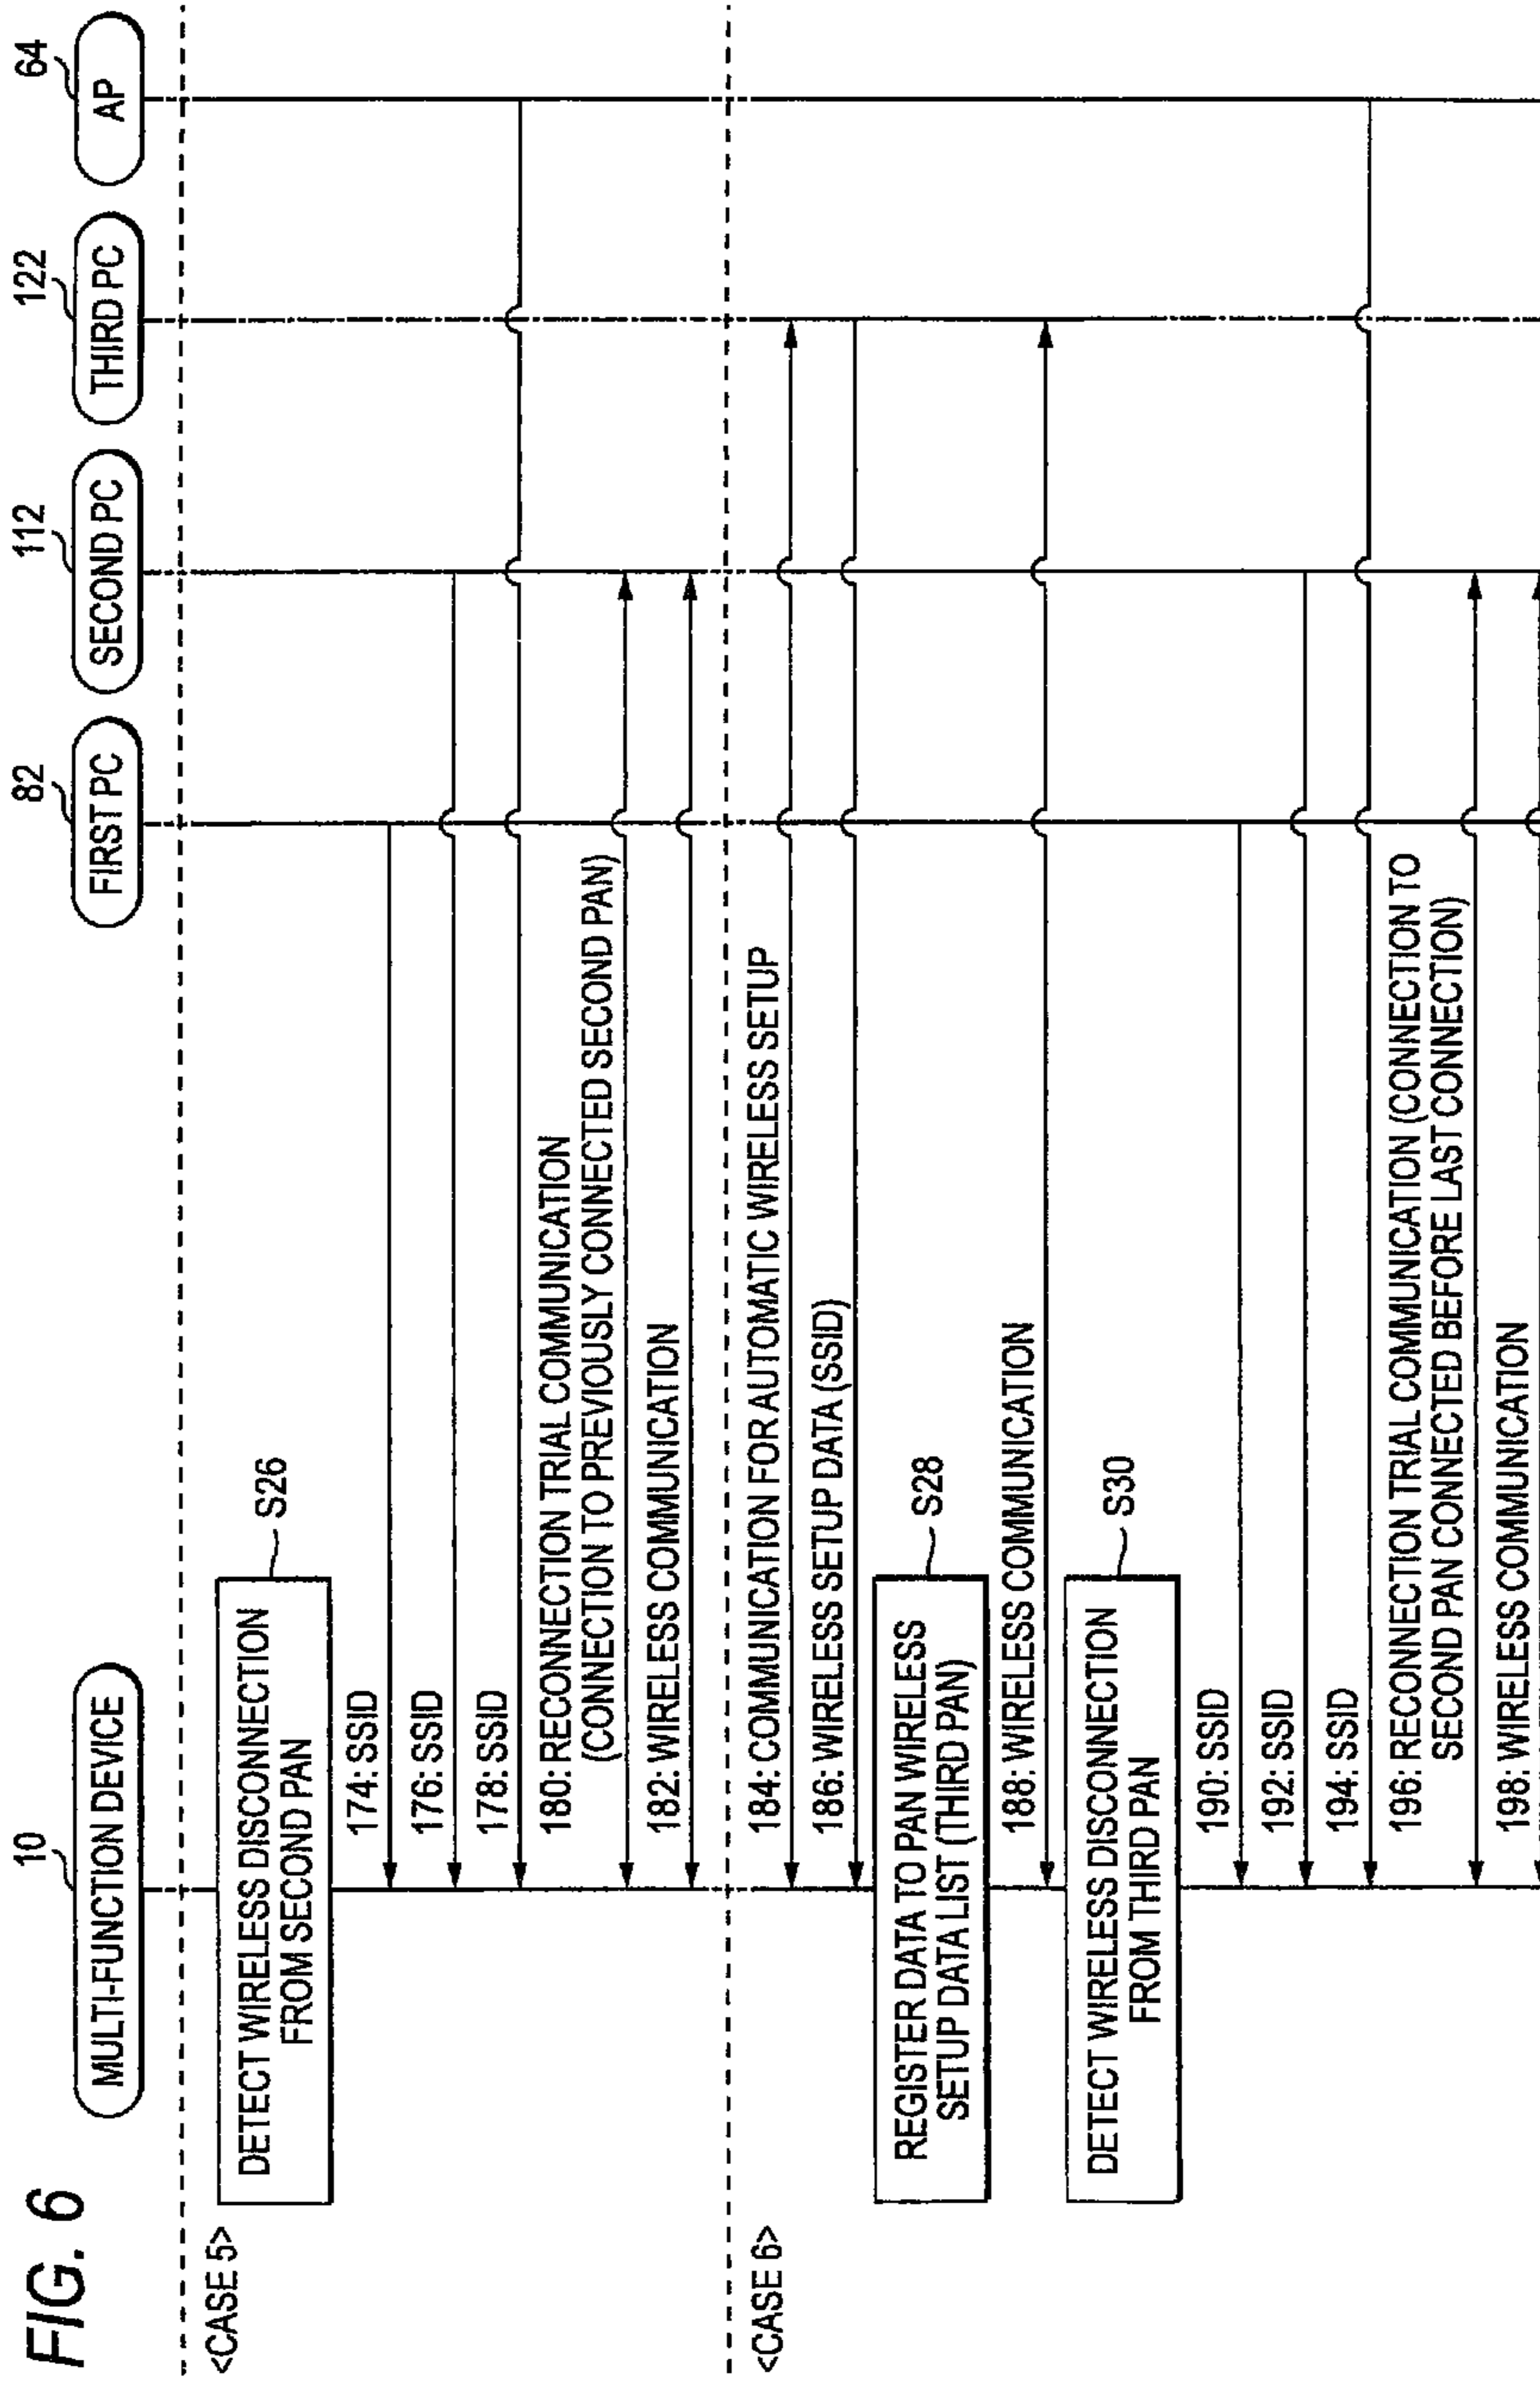 FIG. 6
10
MULTI-FUNCTION DEVICE
82
FIRST PC
112
SECOND PC
122
THIRD PC
64
AP
<CASE 5>
DETECT WIRELESS DISCONNECTION
FROM SECOND PAN
S26
174: SSID
176: SSID
178: SSID
180: RECONNECTION TRIAL COMMUNICATION
(CONNECTION TO PREVIOUSLY CONNECTED SECOND PAN)
182: WIRELESS COMMUNICATION
<CASE 6>
184: COMMUNICATION FOR AUTOMATIC WIRELESS SETUP
186: WIRELESS SETUP DATA (SSID)
REGISTER DATA TO PAN WIRELESS
SETUP DATA LIST (THIRD PAN)
S28
188: WIRELESS COMMUNICATION
DETECT WIRELESS DISCONNECTION
FROM THIRD PAN
S30
190: SSID
192: SSID
194: SSID
196: RECONNECTION TRIAL COMMUNICATION (CONNECTION TO
SECOND PAN CONNECTED BEFORE LAST CONNECTION)
198: WIRELESS COMMUNICATION